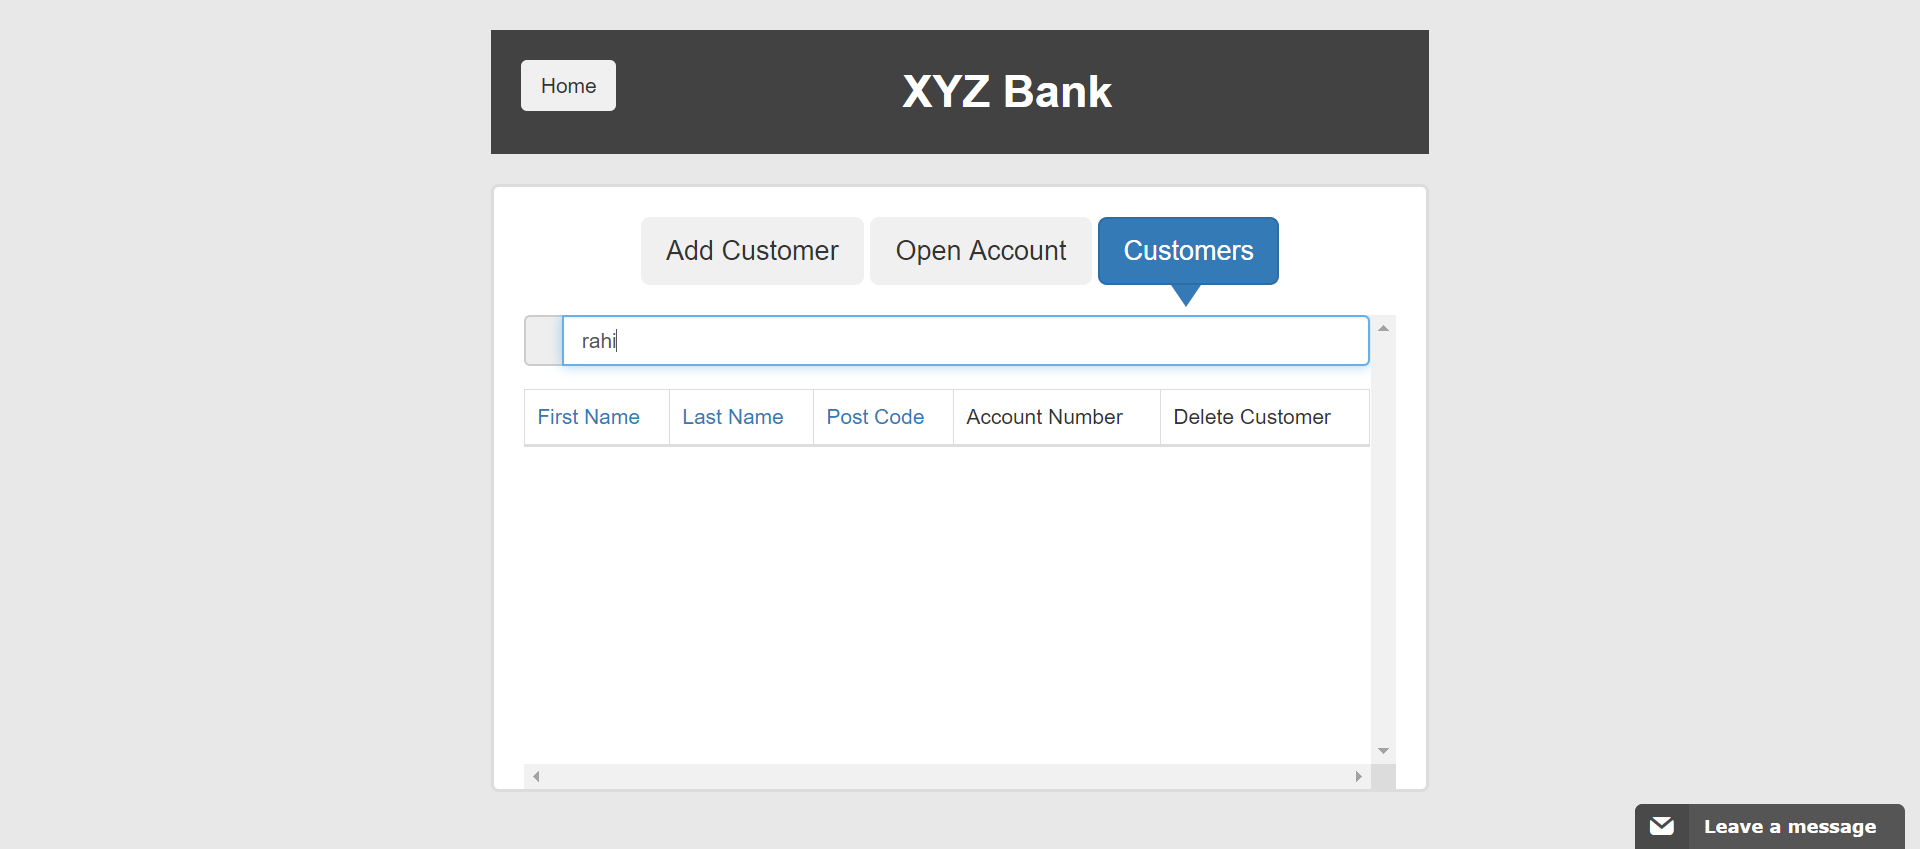 Home
XYZ Bank
Add Customer
Open Account
Customers
rahi
First Name
Last Name
Post Code
Account Number
Delete Customer
Leave a message